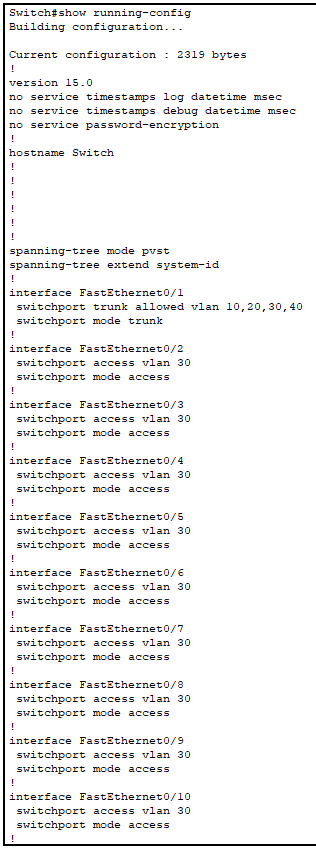 Switch#show running-config
Building configuration...
Current configuration : 2319 bytes
!
version 15.0
no service timestamps log datetime msec
no service timestamps debug datetime msec
no service password-encryption
!
hostname Switch
!
!
!
!
!
!
spanning-tree mode pvst
spanning-tree extend system-id
!
interface FastEthernet0/1
switchport trunk allowed vlan 10,20,30,40
switchport mode trunk
!
interface FastEthernet0/2
switchport access vlan 30
switchport mode access
!
interface FastEthernet0/3
switchport access vlan 30
switchport mode access
!
interface FastEthernet0/4
switchport access vlan 30
switchport mode access
!
interface FastEthernet0/5
switchport access vlan 30
switchport mode access
!
interface FastEthernet0/6
switchport access vlan 30
switchport mode access
!
interface FastEthernet0/7
switchport access vlan 30
switchport mode access
!
interface FastEthernet0/8
switchport access vlan 30
switchport mode access
!
interface FastEthernet0/9
switchport access vlan 30
switchport mode access
!
interface FastEthernet0/10
switchport access vlan 30
switchport mode access
!